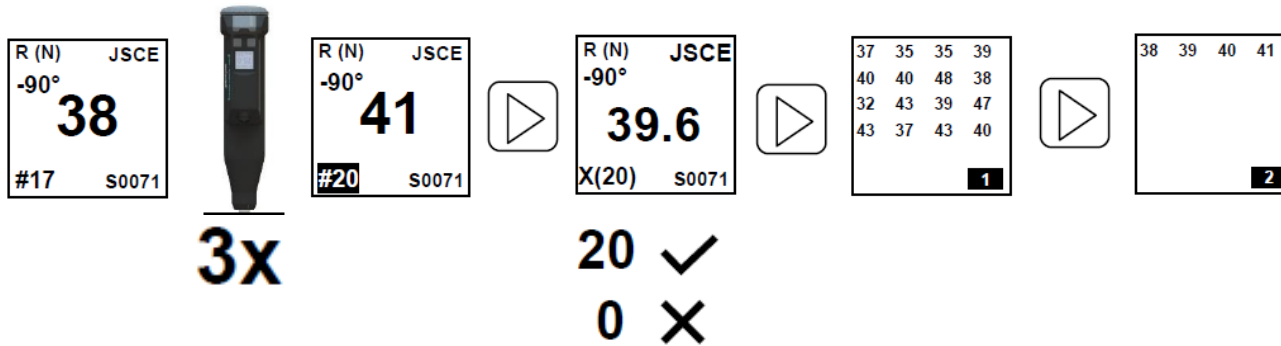 R (N) JSCE
-90°
38
#17 S0071
3x
R (N) JSCE
-90°
41
#20 S0071
R (N) JSCE
-90°
39.6
X(20) S0071
20 ✓
0 ✕
37 35 35 39
40 40 48 38
32 43 39 47
43 37 43 40
1
38 39 40 41
2